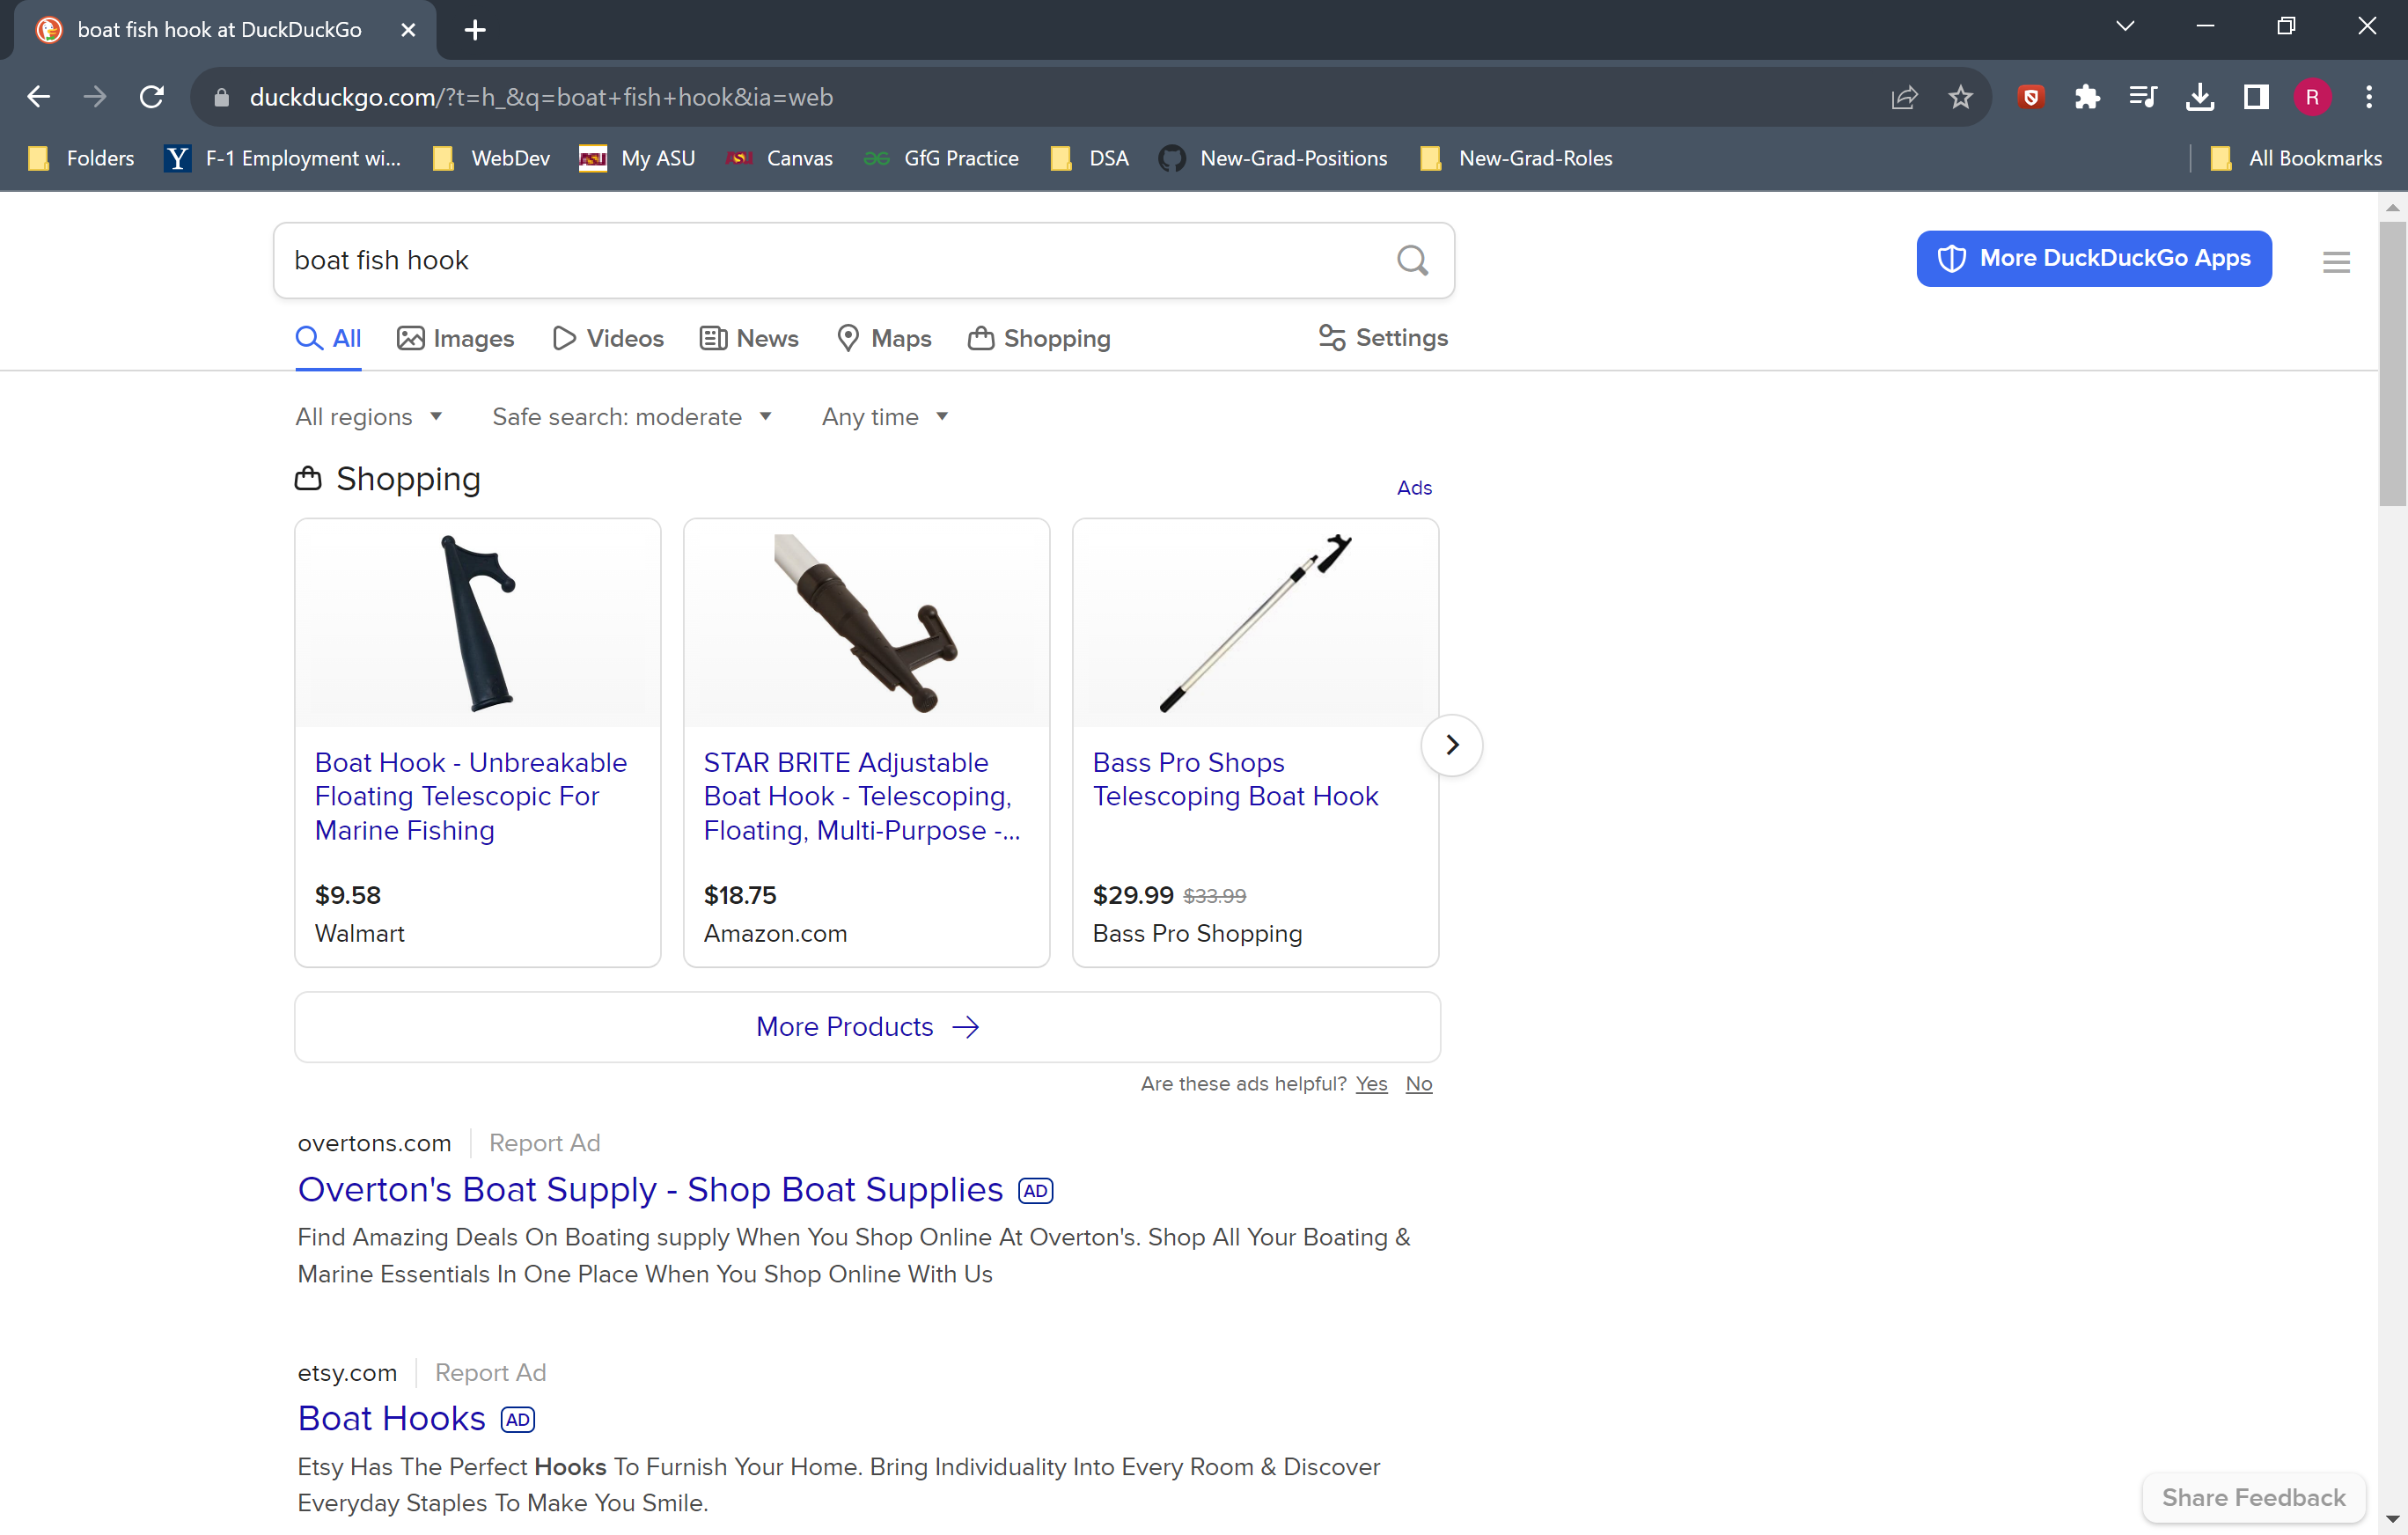 boat fish hook at DuckDuckGo
duckduckgo.com/?t=h_&q=boat+fish+hook&ia=web
R
Folders
F-1 Employment wi...
WebDev
My ASU
Canvas
GfG Practice
DSA
New-Grad-Positions
New-Grad-Roles
All Bookmarks
boat fish hook
More DuckDuckGo Apps
All
Images
Videos
News
Maps
Shopping
Settings
All regions
Safe search: moderate
Any time
Shopping
Ads
Boat Hook - Unbreakable
Floating Telescopic For
Marine Fishing
$9.58
Walmart
STAR BRITE Adjustable
Boat Hook - Telescoping,
Floating, Multi-Purpose -...
$18.75
Amazon.com
Bass Pro Shops
Telescoping Boat Hook
$29.99 $33.99
Bass Pro Shopping
More Products
Are these ads helpful? Yes No
overtons.com Report Ad
Overton's Boat Supply - Shop Boat Supplies AD
Find Amazing Deals On Boating supply When You Shop Online At Overton's. Shop All Your Boating &
Marine Essentials In One Place When You Shop Online With Us
etsy.com Report Ad
Boat Hooks AD
Etsy Has The Perfect Hooks To Furnish Your Home. Bring Individuality Into Every Room & Discover
Everyday Staples To Make You Smile.
Share Feedback